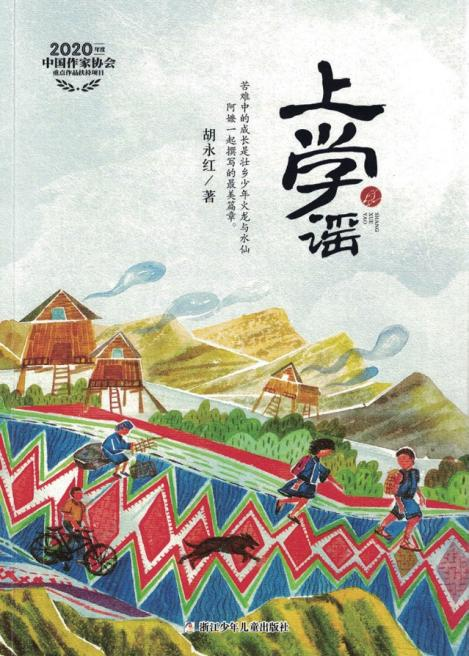 2020年度
中国作家协会
重点作品扶持项目
上学谣
SHANG
XUE
YAO
苦难中的成长是壮乡少年火龙与水仙
阿嬷一起撰写的最美篇章。
胡永红/著
浙江少年儿童出版社